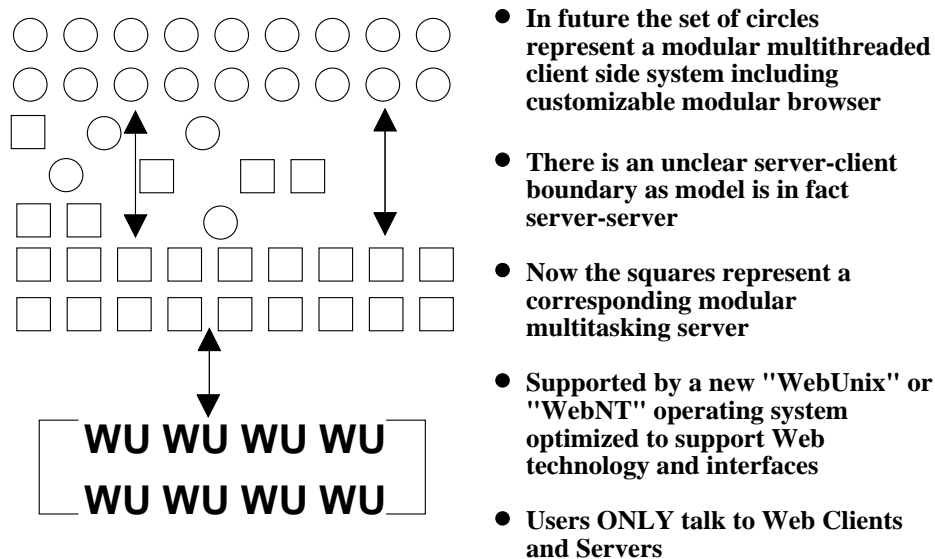 In future the set of circles
represent a modular multithreaded
client side system including
customizable modular browser
There is an unclear server-client
boundary as model is in fact
server-server
Now the squares represent a
corresponding modular
multitasking server
Supported by a new "WebUnix" or
"WebNT" operating system
optimized to support Web
technology and interfaces
Users ONLY talk to Web Clients
and Servers
WU WU WU WU
WU WU WU WU